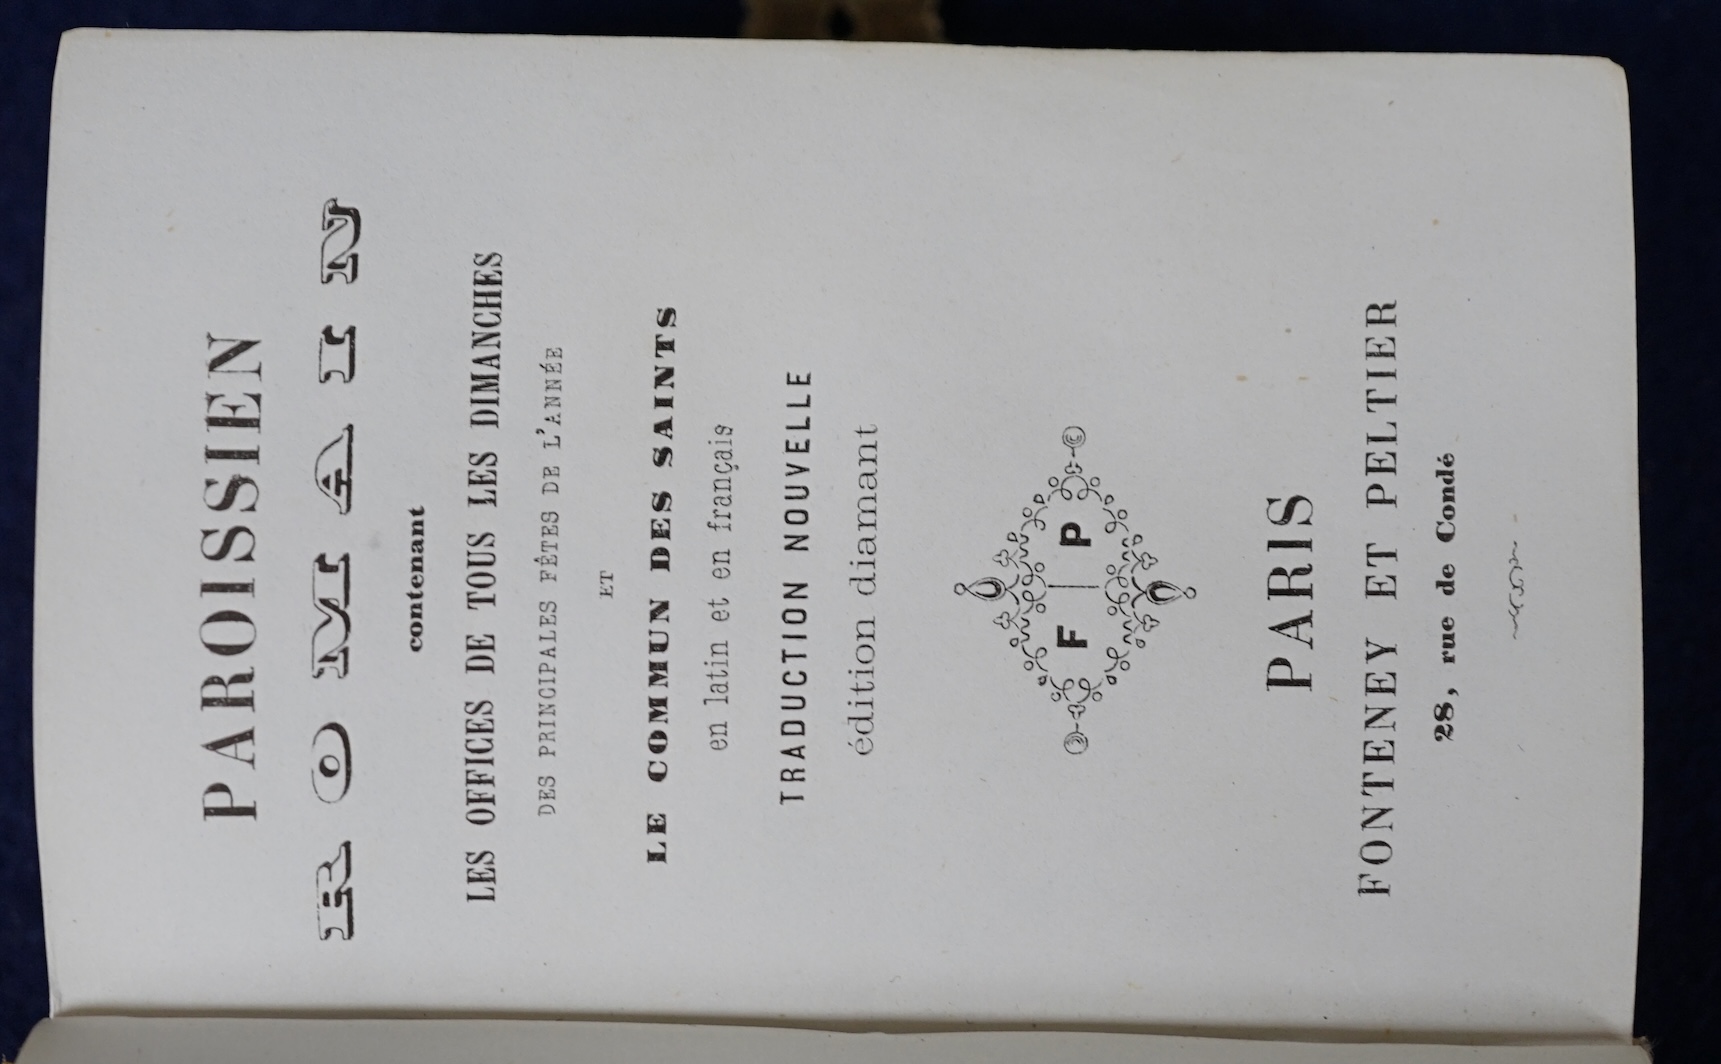 PAROISSIEN
ROMAIN
contenant
LES OFFICES DE TOUS LES DIMANCHES
DES PRINCIPALES FÊTES DE L'ANNÉE
ET
LE COMMUN DES SAINTS
en latin et en français
TRADUCTION NOUVELLE
édition diamant
F P
PARIS
FONTENEY ET PELTIER
28, rue de Condé